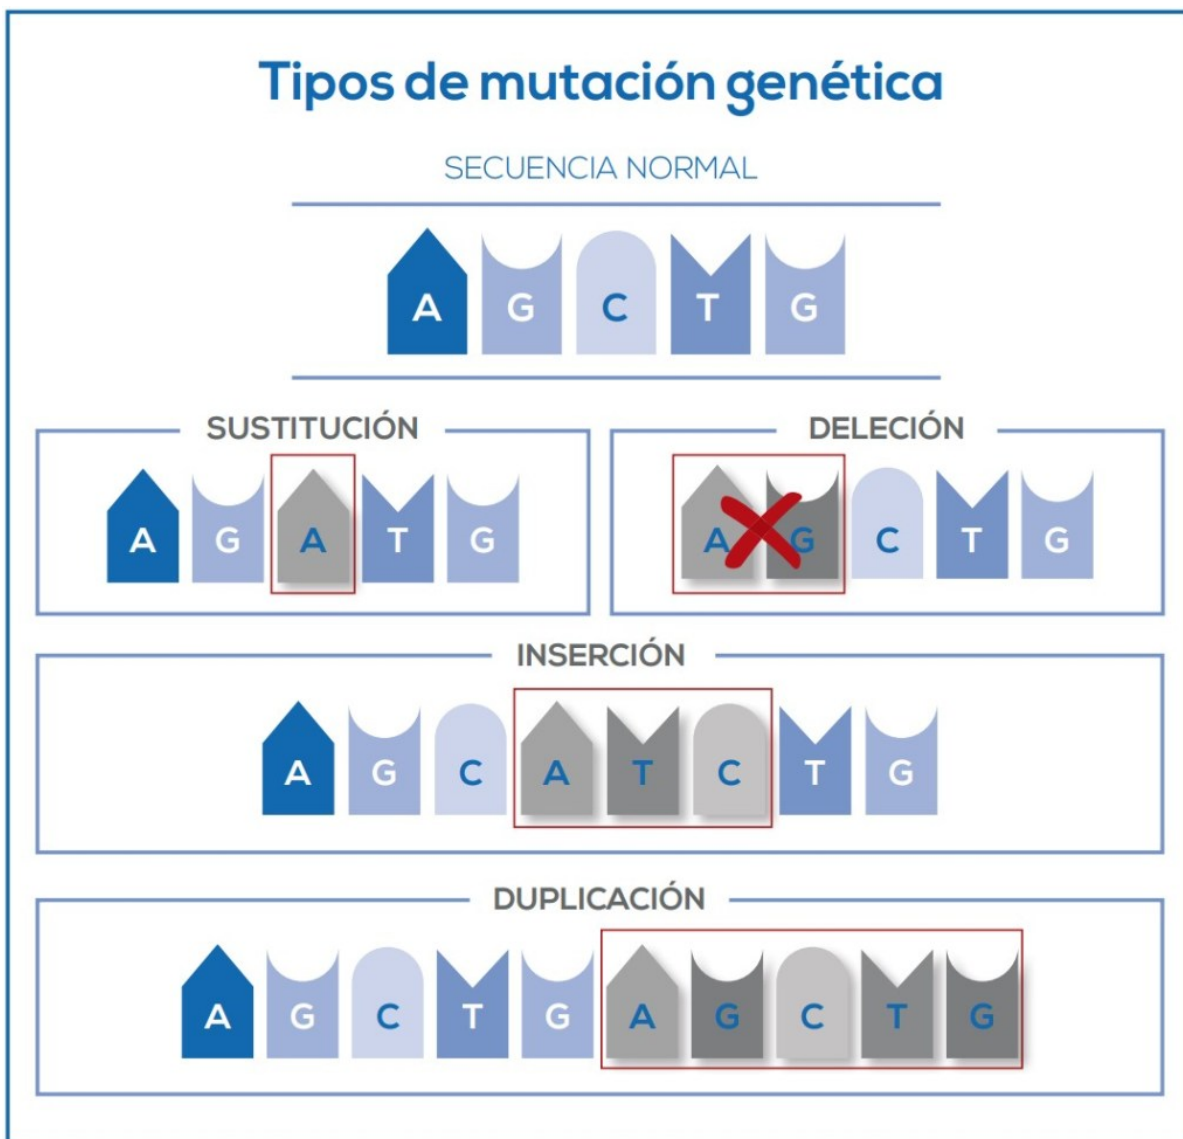 Tipos de mutación genética
SECUENCIA NORMAL
A G C T G
SUSTITUCIÓN
A G A T G
DELECIÓN
A G C T G
INSERCIÓN
A G C A T C T G
DUPLICACIÓN
A G C T G A G C T G